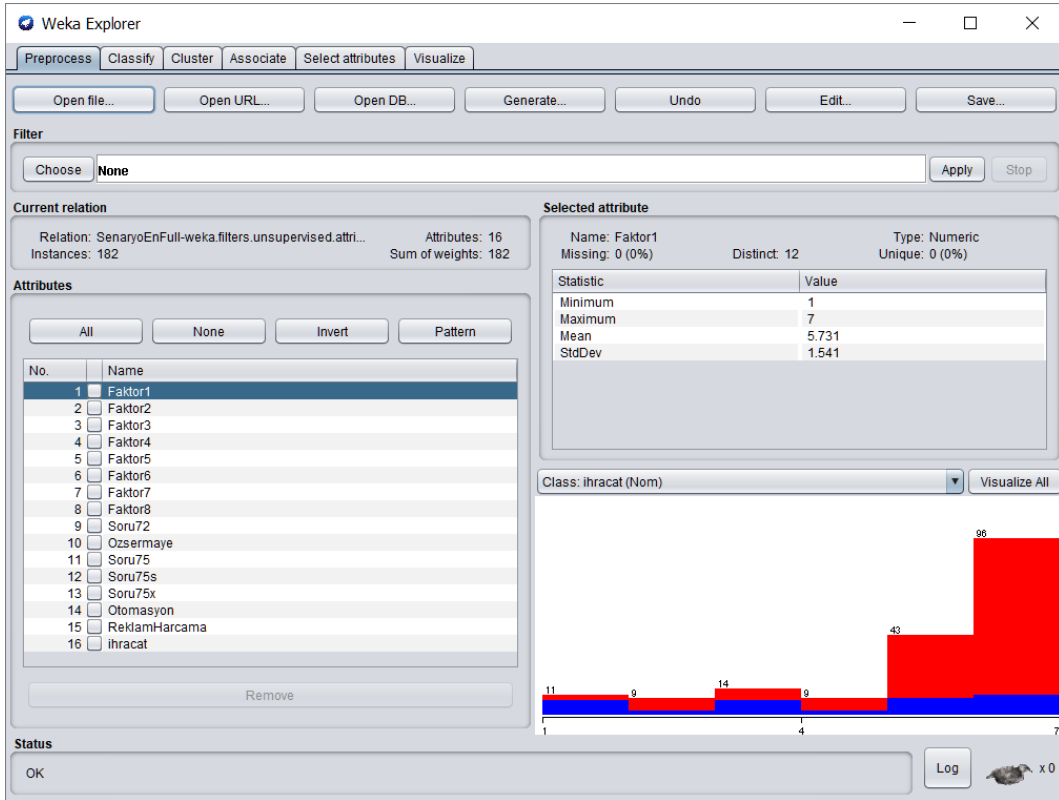 Weka Explorer
Preprocess Classify Cluster Associate Select attributes Visualize
Open file... Open URL... Open DB... Generate... Undo Edit... Save...
Filter
Choose None Apply Stop
Current relation
Relation: SenaryoEnFull-weka.filters.unsupervised.attri... Attributes: 16
Instances: 182 Sum of weights: 182
Attributes
All None Invert Pattern
No. Name
1 Faktor1
2 Faktor2
3 Faktor3
4 Faktor4
5 Faktor5
6 Faktor6
7 Faktor7
8 Faktor8
9 Soru72
10 Ozsermaye
11 Soru75
12 Soru75s
13 Soru75x
14 Otomasyon
15 ReklamHarcama
16 ihracat
Remove
Selected attribute
Name: Faktor1 Type: Numeric
Missing: 0 (0%) Distinct: 12 Unique: 0 (0%)
Statistic Value
Minimum 1
Maximum 7
Mean 5.731
StdDev 1.541
Class: ihracat (Nom) Visualize All
96
43
11 9 14 9
1 4 7
Status
OK Log x 0